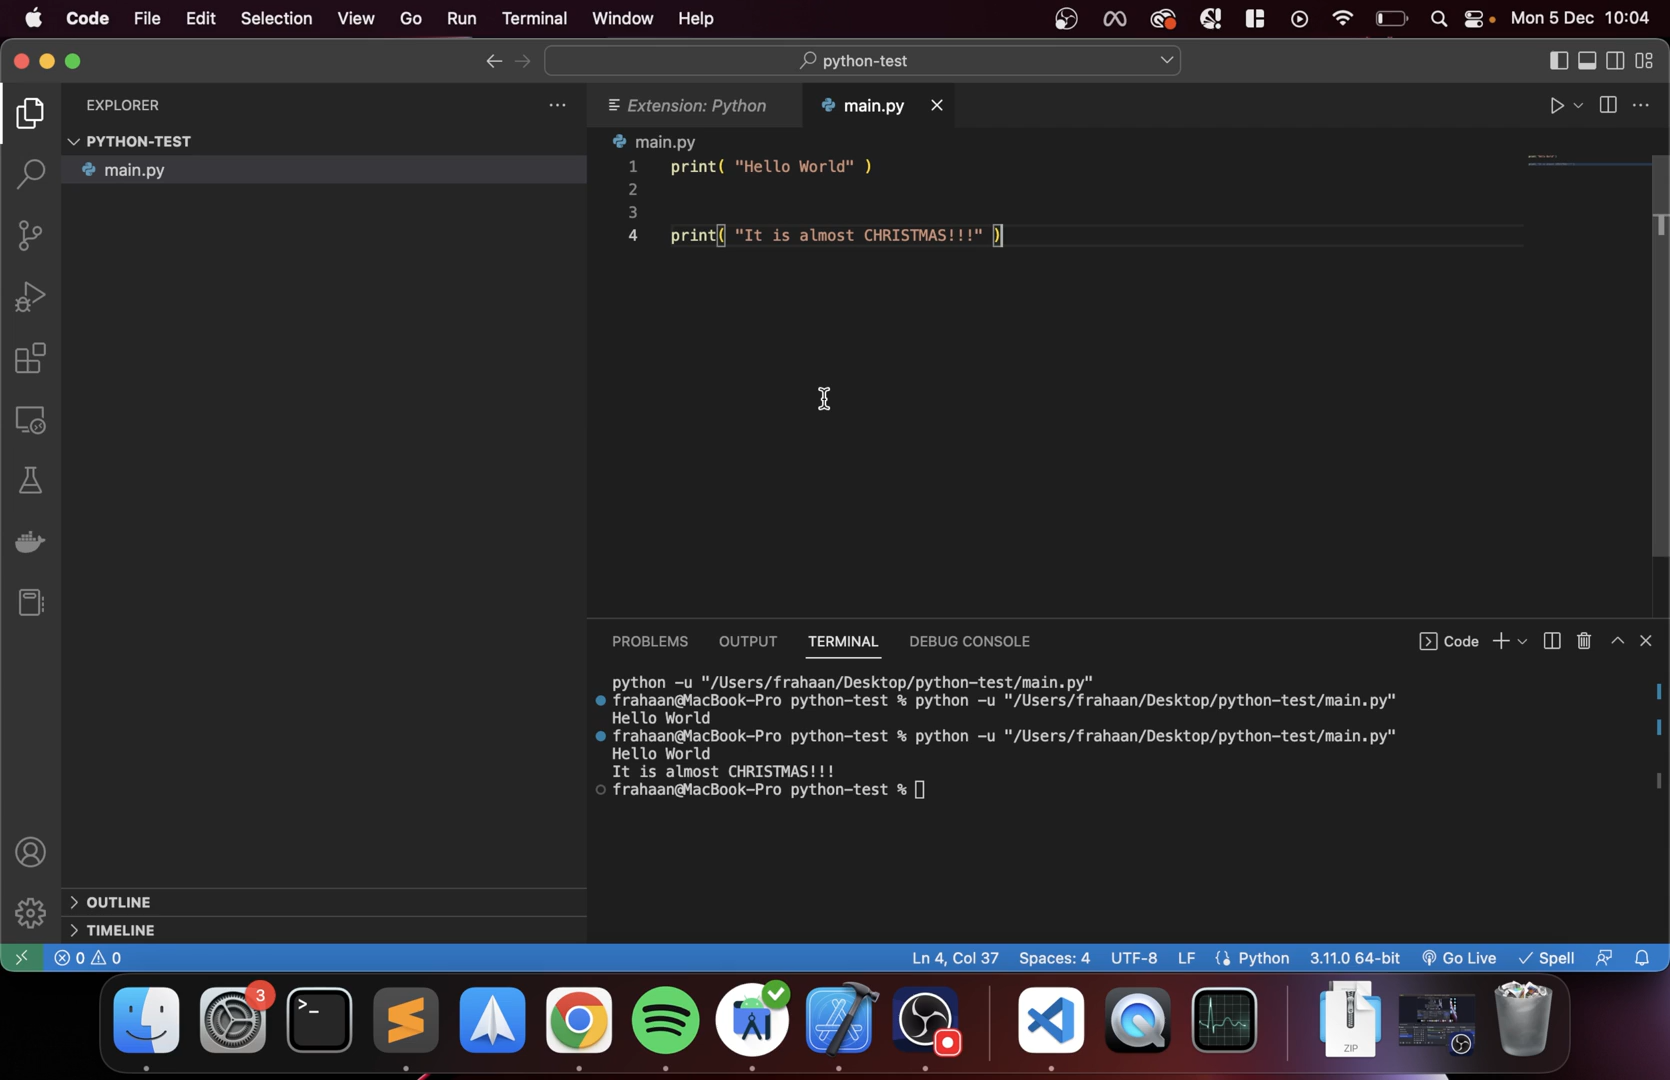 Code File Edit Selection View Go Run Terminal Window Help Mon 5 Dec 10:04
python-test
EXPLORER
PYTHON-TEST
main.py
OUTLINE
TIMELINE
Extension: Python main.py
main.py
1 print( "Hello World" )
2
3
4 print( "It is almost CHRISTMAS!!!" )
PROBLEMS OUTPUT TERMINAL DEBUG CONSOLE Code
python -u "/Users/frahaan/Desktop/python-test/main.py"
frahaan@MacBook-Pro python-test % python -u "/Users/frahaan/Desktop/python-test/main.py"
Hello World
frahaan@MacBook-Pro python-test % python -u "/Users/frahaan/Desktop/python-test/main.py"
Hello World
It is almost CHRISTMAS!!!
frahaan@MacBook-Pro python-test %
0 0 Ln 4, Col 37 Spaces: 4 UTF-8 LF Python 3.11.0 64-bit Go Live Spell
3
ZIP